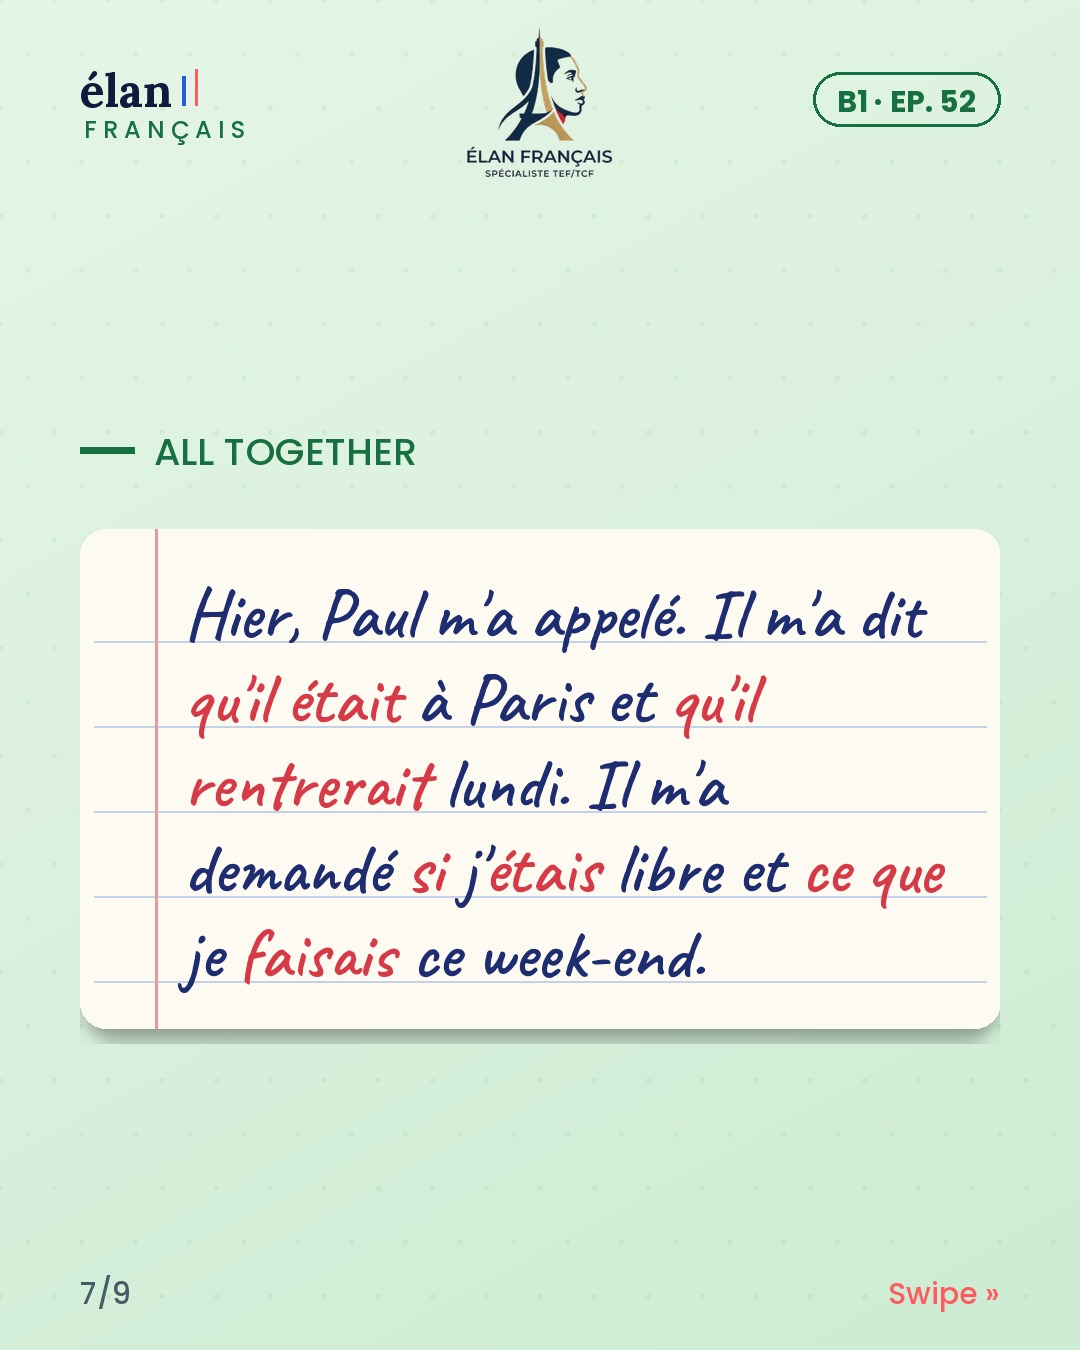 élan
FRANÇAIS
ÉLAN FRANÇAIS
SPÉCIALISTE TEF/TCF
B1 · EP. 52
ALL TOGETHER
Hier, Paul m'a appelé. Il m'a dit
qu'il était à Paris et qu'il
rentrerait lundi. Il m'a
demandé si j'étais libre et ce que
je faisais ce week-end.
7/9
Swipe »